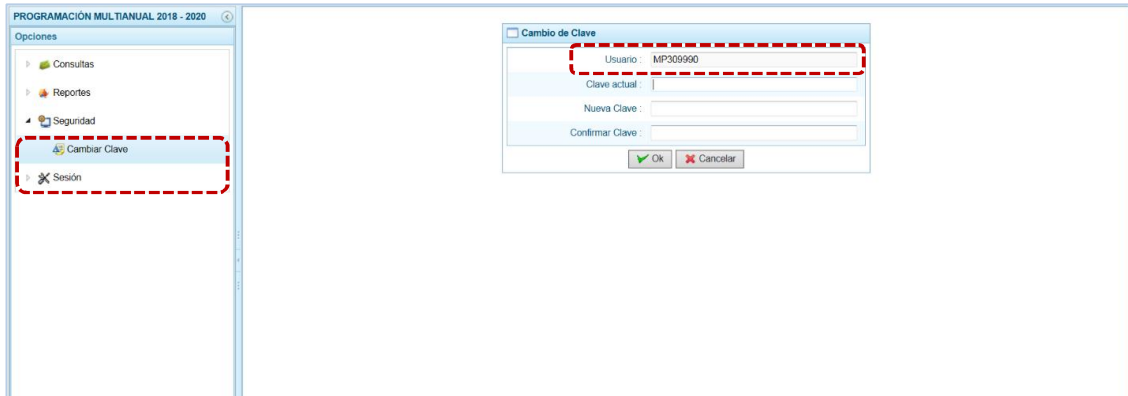 PROGRAMACIÓN MULTIANUAL 2018 - 2020
Opciones
Consultas
Reportes
Seguridad
Cambiar Clave
Sesión
Cambio de Clave
Usuario : MP309990
Clave actual :
Nueva Clave :
Confirmar Clave :
Ok Cancelar